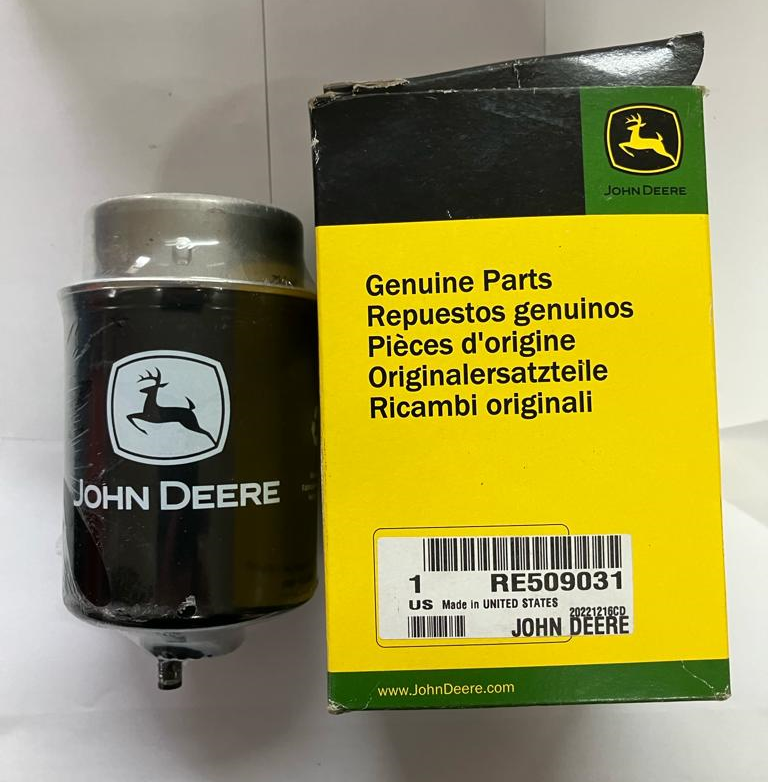 JOHN DEERE
Genuine Parts
Repuestos genuinos
Pièces d'origine
Originalersatzteile
Ricambi originali
JOHN DEERE
1 RE509031
US Made in UNITED STATES
20221216CD
JOHN DEERE
www.JohnDeere.com